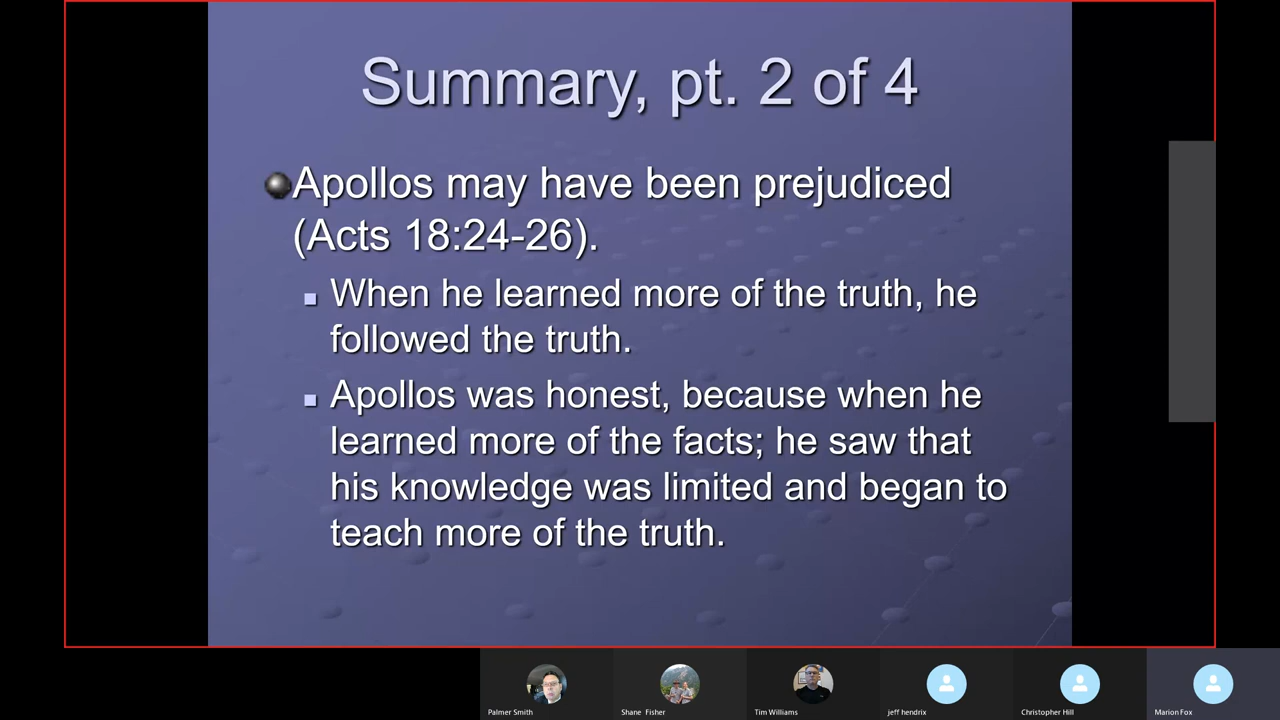 Summary, pt. 2 of 4
Apollos may have been prejudiced
(Acts 18:24-26).
When he learned more of the truth, he
followed the truth.
Apollos was honest, because when he
learned more of the facts; he saw that
his knowledge was limited and began to
teach more of the truth.
Palmer Smith
Shane Fisher
Tim Williams
jeff hendrix
Christopher Hill
Marion Fox